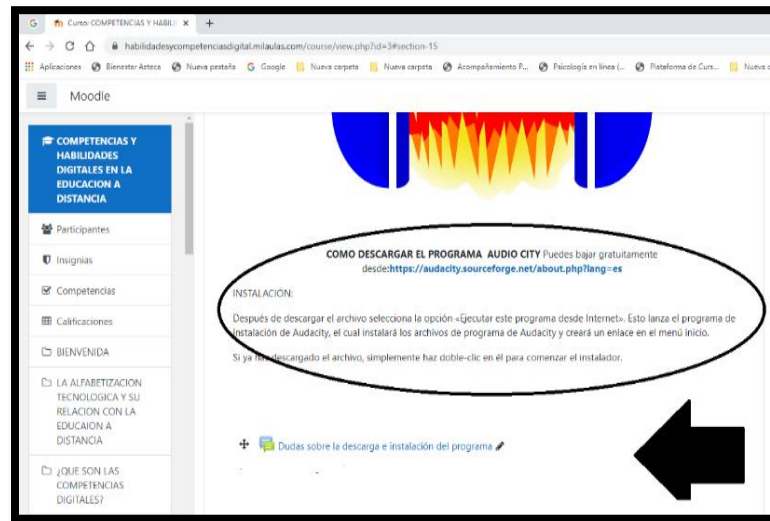 Curso: COMPETENCIAS Y HABILI
habilidadesycompetenciasdigital.milaulas.com/course/view.php?id=3#section-15
Aplicaciones Bienestar Azteca Nueva pestaña Google Nueva carpeta Nueva carpeta Acompañamiento P... Psicología en línea (... Plataforma de Curs... Nueva c
Moodle
COMPETENCIAS Y
HABILIDADES
DIGITALES EN LA
EDUCACION A
DISTANCIA
Participantes
Insignias
Competencias
Calificaciones
BIENVENIDA
LA ALFABETIZACION
TECNOLOGICA Y SU
RELACION CON LA
EDUCAION A
DISTANCIA
¿QUE SON LAS
COMPETENCIAS
DIGITALES?
COMO DESCARGAR EL PROGRAMA AUDIO CITY Puedes bajar gratuitamente
desde:https://audacity.sourceforge.net/about.php?lang=es
INSTALACIÓN:
Después de descargar el archivo selecciona la opción «Ejecutar este programa desde Internet». Esto lanza el programa de
instalación de Audacity, el cual instalará los archivos de programa de Audacity y creará un enlace en el menú inicio.
Si ya has descargado el archivo, simplemente haz doble-clic en él para comenzar el instalador.
Dudas sobre la descarga e instalación del programa